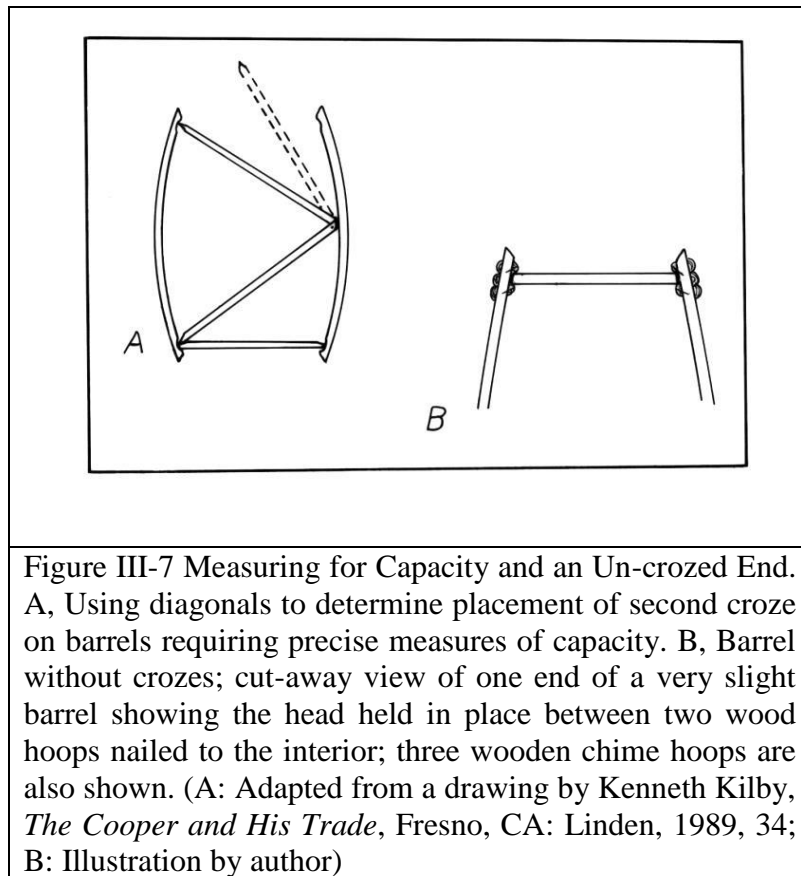 A
B
Figure III-7 Measuring for Capacity and an Un-crozed End.
A, Using diagonals to determine placement of second croze
on barrels requiring precise measures of capacity. B, Barrel
without crozes; cut-away view of one end of a very slight
barrel showing the head held in place between two wood
hoops nailed to the interior; three wooden chime hoops are
also shown. (A: Adapted from a drawing by Kenneth Kilby,
The Cooper and His Trade, Fresno, CA: Linden, 1989, 34;
B: Illustration by author)